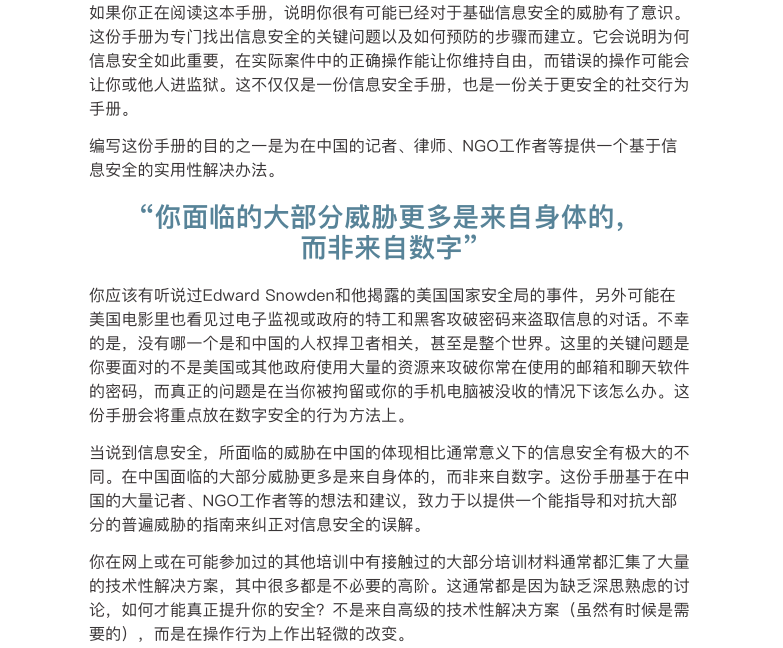 如果你正在阅读这本手册，说明你很有可能已经对于基础信息安全的威胁有了意识。
这份手册为专门找出信息安全的关键问题以及如何预防的步骤而建立。它会说明为何
信息安全如此重要，在实际案件中的正确操作能让你维持自由，而错误的操作可能会
让你或他人进监狱。这不仅仅是一份信息安全手册，也是一份关于更安全的社交行为
手册。
编写这份手册的目的之一是为在中国的记者、律师、NGO工作者等提供一个基于信
息安全的实用性解决办法。
“你面临的大部分威胁更多是来自身体的，
而非来自数字”
你应该有听说过Edward Snowden和他揭露的美国国家安全局的事件，另外可能在
美国电影里也看见过电子监视或政府的特工和黑客攻破密码来盗取信息的对话。不幸
的是，没有哪一个是和中国的人权捍卫者相关，甚至是整个世界。这里的关键问题是
你要面对的不是美国或其他政府使用大量的资源来攻破你常在使用的邮箱和聊天软件
的密码，而真正的问题是在当你被拘留或你的手机电脑被没收的情况下该怎么办。这
份手册会将重点放在数字安全的行为方法上。
当说到信息安全，所面临的威胁在中国的体现相比通常意义下的信息安全有极大的不
同。在中国面临的大部分威胁更多是来自身体的，而非来自数字。这份手册基于在中
国的大量记者、NGO工作者等的想法和建议，致力于以提供一个能指导和对抗大部
分的普遍威胁的指南来纠正对信息安全的误解。
你在网上或在可能参加过的其他培训中有接触过的大部分培训材料通常都汇集了大量
的技术性解决方案，其中很多都是不必要的高阶。这通常都是因为缺乏深思熟虑的讨
论，如何才能真正提升你的安全？不是来自高级的技术性解决方案（虽然有时候是需
要的），而是在操作行为上作出轻微的改变。